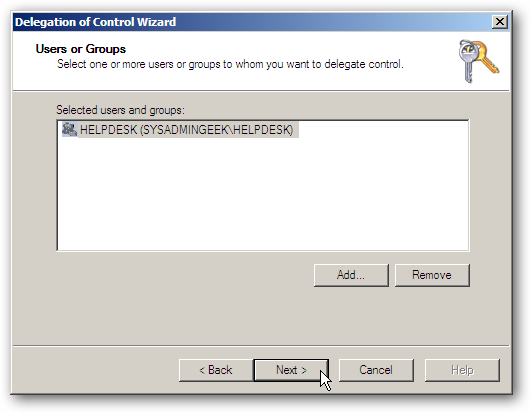 Delegation of Control Wizard
Users or Groups
Select one or more users or groups to whom you want to delegate control.
Selected users and groups:
HELPDESK (SYSADMINGEEK\HELPDESK)
Add...
Remove
< Back
Next >
Cancel
Help